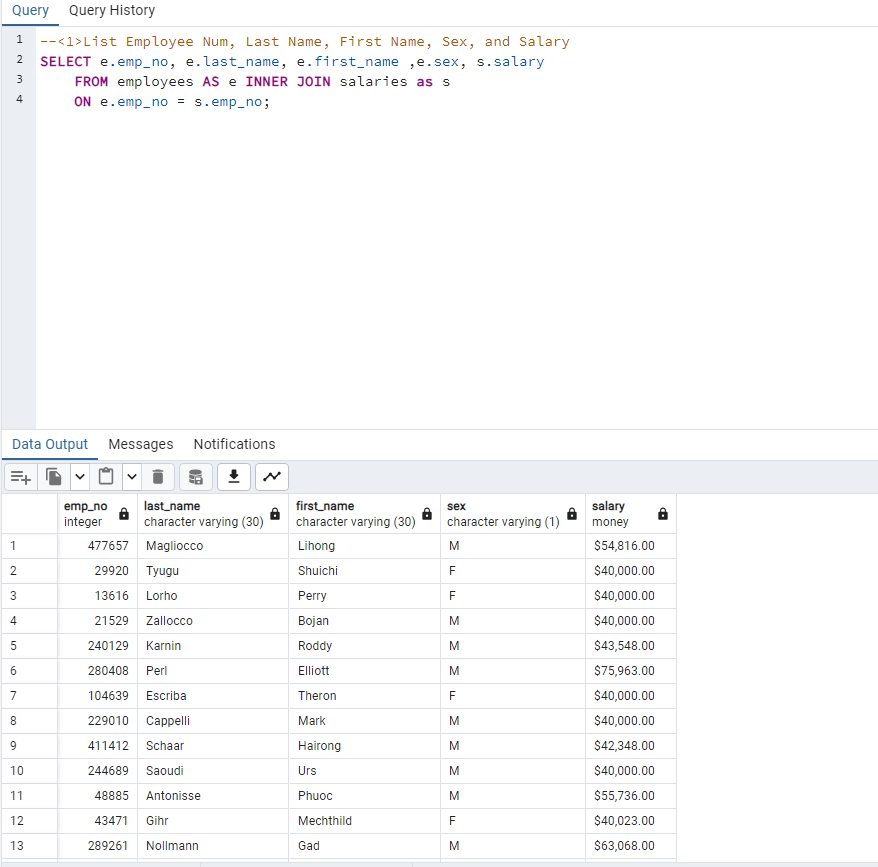 Query Query History
1 --<1>List Employee Num, Last Name, First Name, Sex, and Salary
2 SELECT e.emp_no, e.last_name, e.first_name ,e.sex, s.salary
3 FROM employees AS e INNER JOIN salaries as s
4 ON e.emp_no = s.emp_no;
Data Output Messages Notifications
emp_no last_name first_name sex salary
integer character varying (30) character varying (30) character varying (1) money
1 477657 Magliocco Lihong M $54,816.00
2 29920 Tyugu Shuichi F $40,000.00
3 13616 Lorho Perry F $40,000.00
4 21529 Zallocco Bojan M $40,000.00
5 240129 Karnin Roddy M $43,548.00
6 280408 Perl Elliott M $75,963.00
7 104639 Escriba Theron F $40,000.00
8 229010 Cappelli Mark M $40,000.00
9 411412 Schaar Hairong M $42,348.00
10 244689 Saoudi Urs M $40,000.00
11 48885 Antonisse Phuoc M $55,736.00
12 43471 Gihr Mechthild F $40,023.00
13 289261 Nollmann Gad M $63,068.00